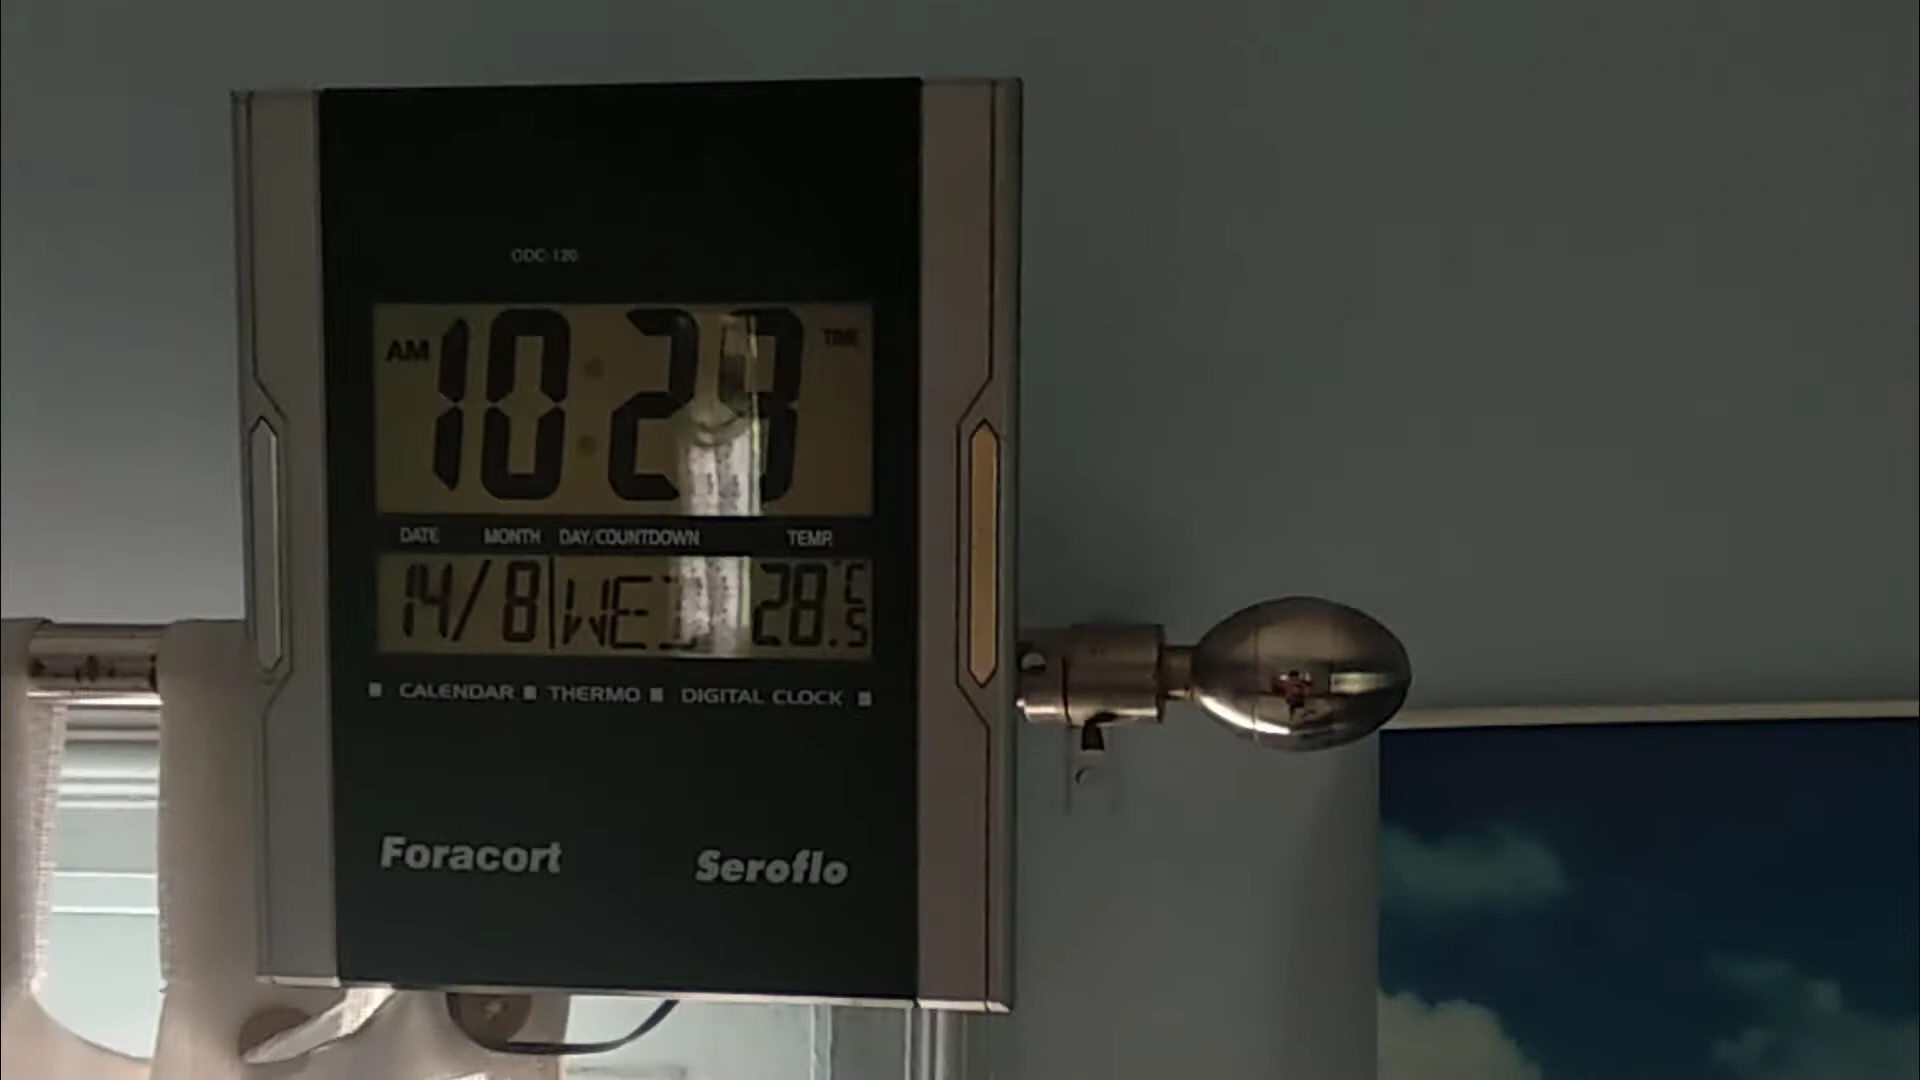 ODC-120
AM 10:29 TIME
DATE MONTH DAY/COUNTDOWN TEMP.
14/8 WED 28.5°C
CALENDAR THERMO DIGITAL CLOCK
Foracort Seroflo